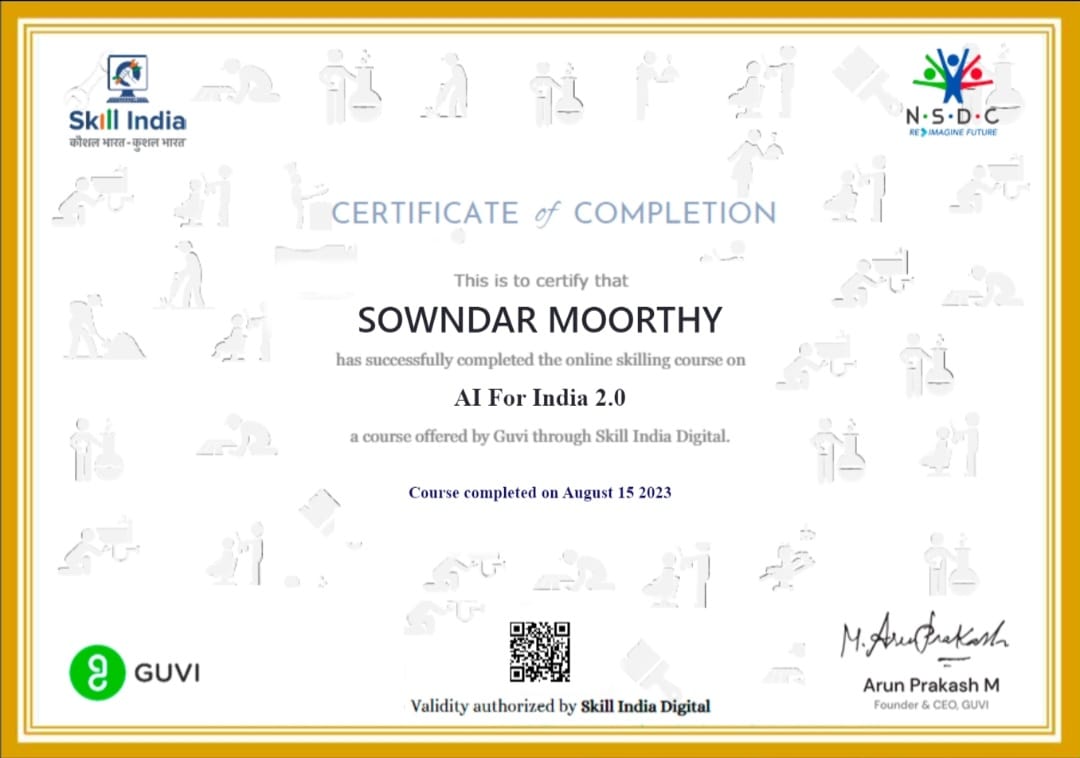 Skill India
कौशल भारत - कुशल भारत
N·S·D·C
RE IMAGINE FUTURE
CERTIFICATE of COMPLETION
This is to certify that
SOWNDAR MOORTHY
has successfully completed the online skilling course on
AI For India 2.0
a course offered by Guvi through Skill India Digital.
Course completed on August 15 2023
GUVI
Validity authorized by Skill India Digital
M. Arun Prakash
Arun Prakash M
Founder & CEO, GUVI